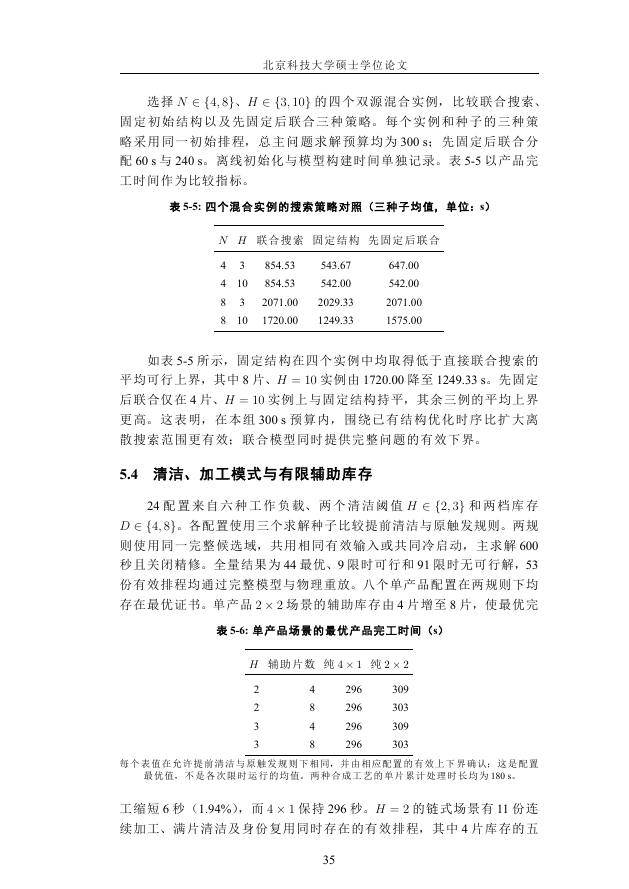 北京科技大学硕士学位论文
选择 N ∈ {4, 8}、H ∈ {3, 10} 的四个双源混合实例，比较联合搜索、
固定初始结构以及先固定后联合三种策略。每个实例和种子的三种策
略采用同一初始排程，总主问题求解预算均为 300 s；先固定后联合分
配 60 s 与 240 s。离线初始化与模型构建时间单独记录。表 5-5 以产品完
工时间作为比较指标。
表 5-5: 四个混合实例的搜索策略对照（三种子均值，单位：s）
N H 联合搜索 固定结构 先固定后联合
4 3 854.53 543.67 647.00
4 10 854.53 542.00 542.00
8 3 2071.00 2029.33 2071.00
8 10 1720.00 1249.33 1575.00
如表 5-5 所示，固定结构在四个实例中均取得低于直接联合搜索的
平均可行上界，其中 8 片、H = 10 实例由 1720.00 降至 1249.33 s。先固定
后联合仅在 4 片、H = 10 实例上与固定结构持平，其余三例的平均上界
更高。这表明，在本组 300 s 预算内，围绕已有结构优化时序比扩大离
散搜索范围更有效；联合模型同时提供完整问题的有效下界。
5.4 清洁、加工模式与有限辅助库存
24 配置来自六种工作负载、两个清洁阈值 H ∈ {2, 3} 和两档库存
D ∈ {4, 8}。各配置使用三个求解种子比较提前清洁与原触发规则。两规
则使用同一完整候选域，共用相同有效输入或共同冷启动，主求解 600
秒且关闭精修。全量结果为 44 最优、9 限时可行和 91 限时无可行解，53
份有效排程均通过完整模型与物理重放。八个单产品配置在两规则下均
存在最优证书。单产品 2 × 2 场景的辅助库存由 4 片增至 8 片，使最优完
表 5-6: 单产品场景的最优产品完工时间（s）
H 辅助片数 纯 4 × 1 纯 2 × 2
2 4 296 309
2 8 296 303
3 4 296 309
3 8 296 303
每个表值在允许提前清洁与原触发规则下相同，并由相应配置的有效上下界确认；这是配置
最优值，不是各次限时运行的均值。两种合成工艺的单片累计处理时长均为 180 s。
工缩短 6 秒（1.94%），而 4 × 1 保持 296 秒。H = 2 的链式场景有 11 份连
续加工、满片清洁及身份复用同时存在的有效排程，其中 4 片库存的五
35